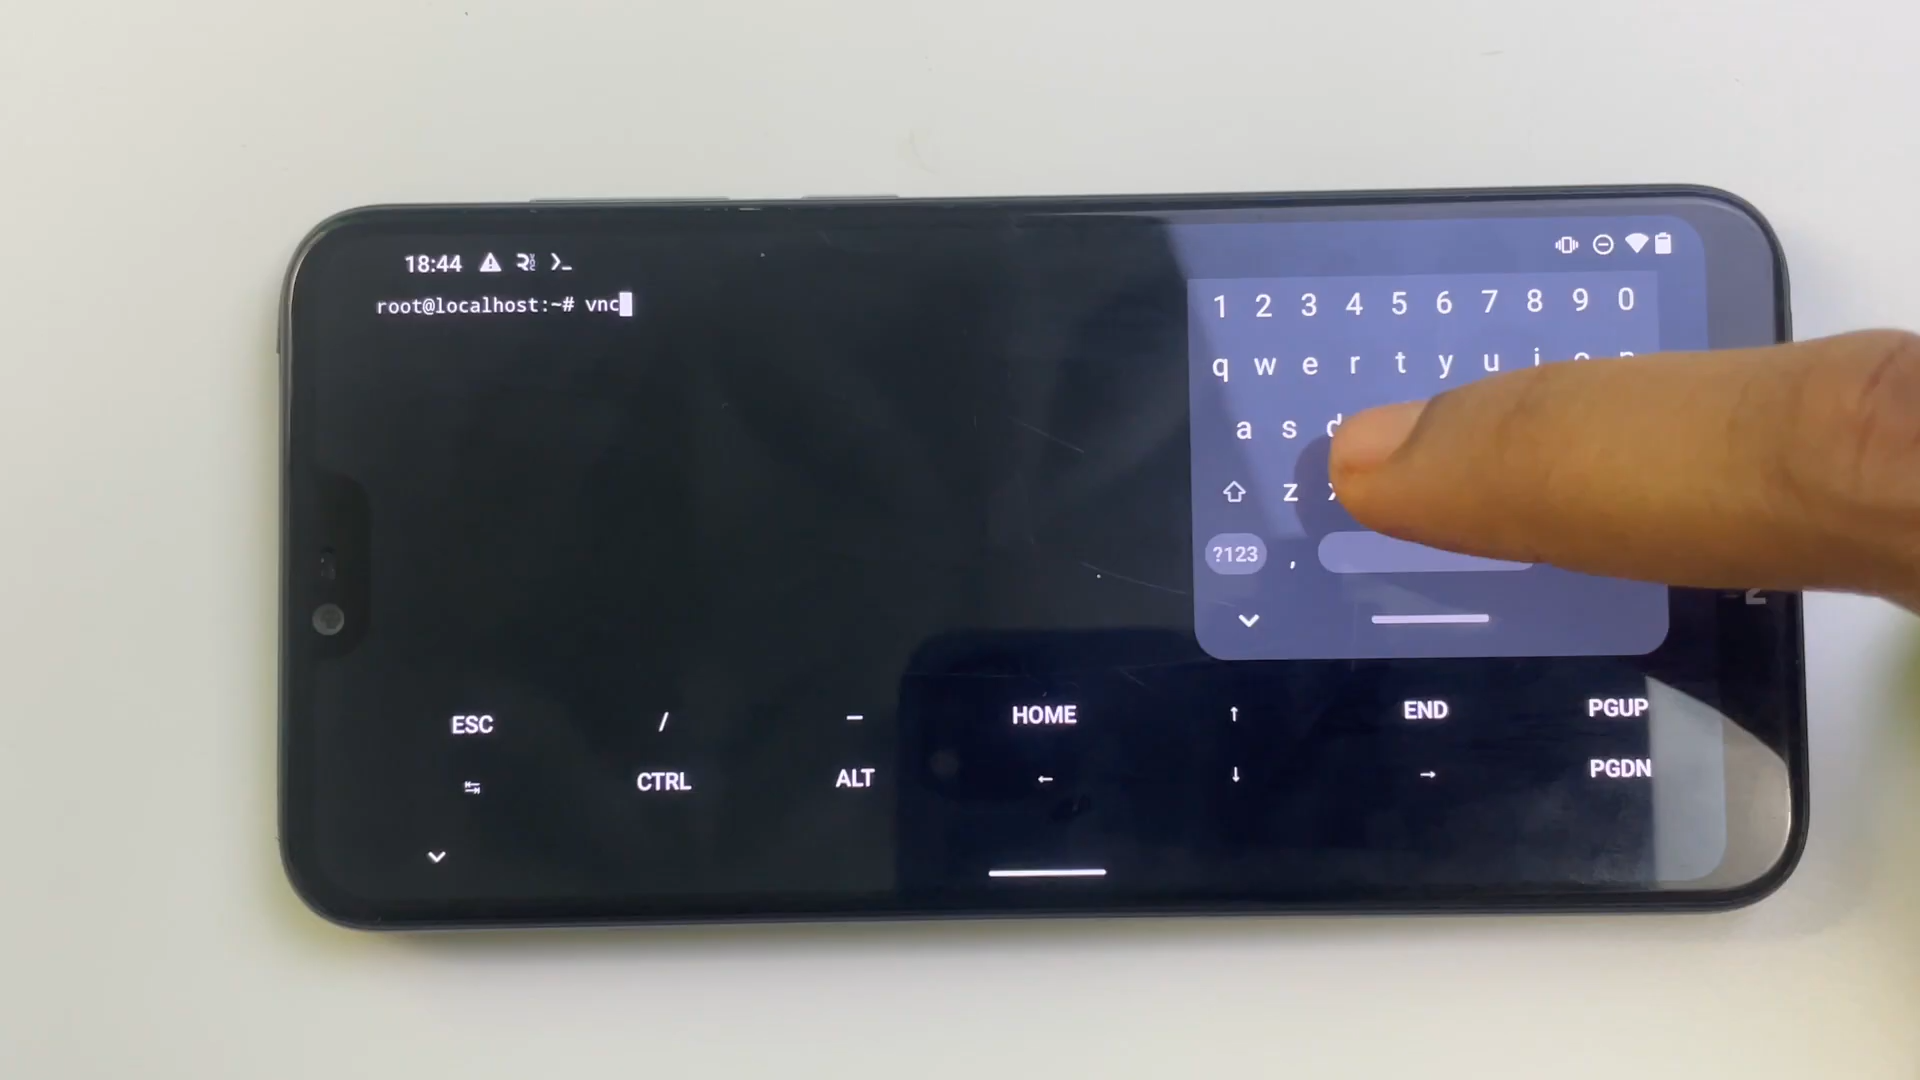 18:44
root@localhost:~# vnc
1 2 3 4 5 6 7 8 9 0
q w e r t y u i o p
a s d
z x
?123 ,
ESC / — HOME ↑ END PGUP
↹ CTRL ALT ← ↓ → PGDN